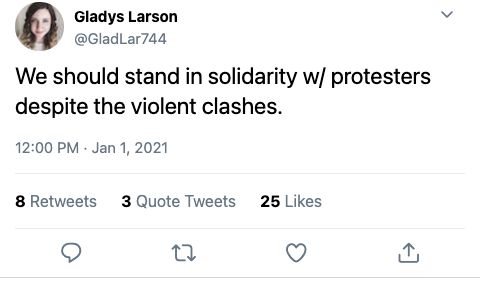 Gladys Larson
@GladLar744
We should stand in solidarity w/ protesters
despite the violent clashes.
12:00 PM · Jan 1, 2021
8 Retweets 3 Quote Tweets 25 Likes